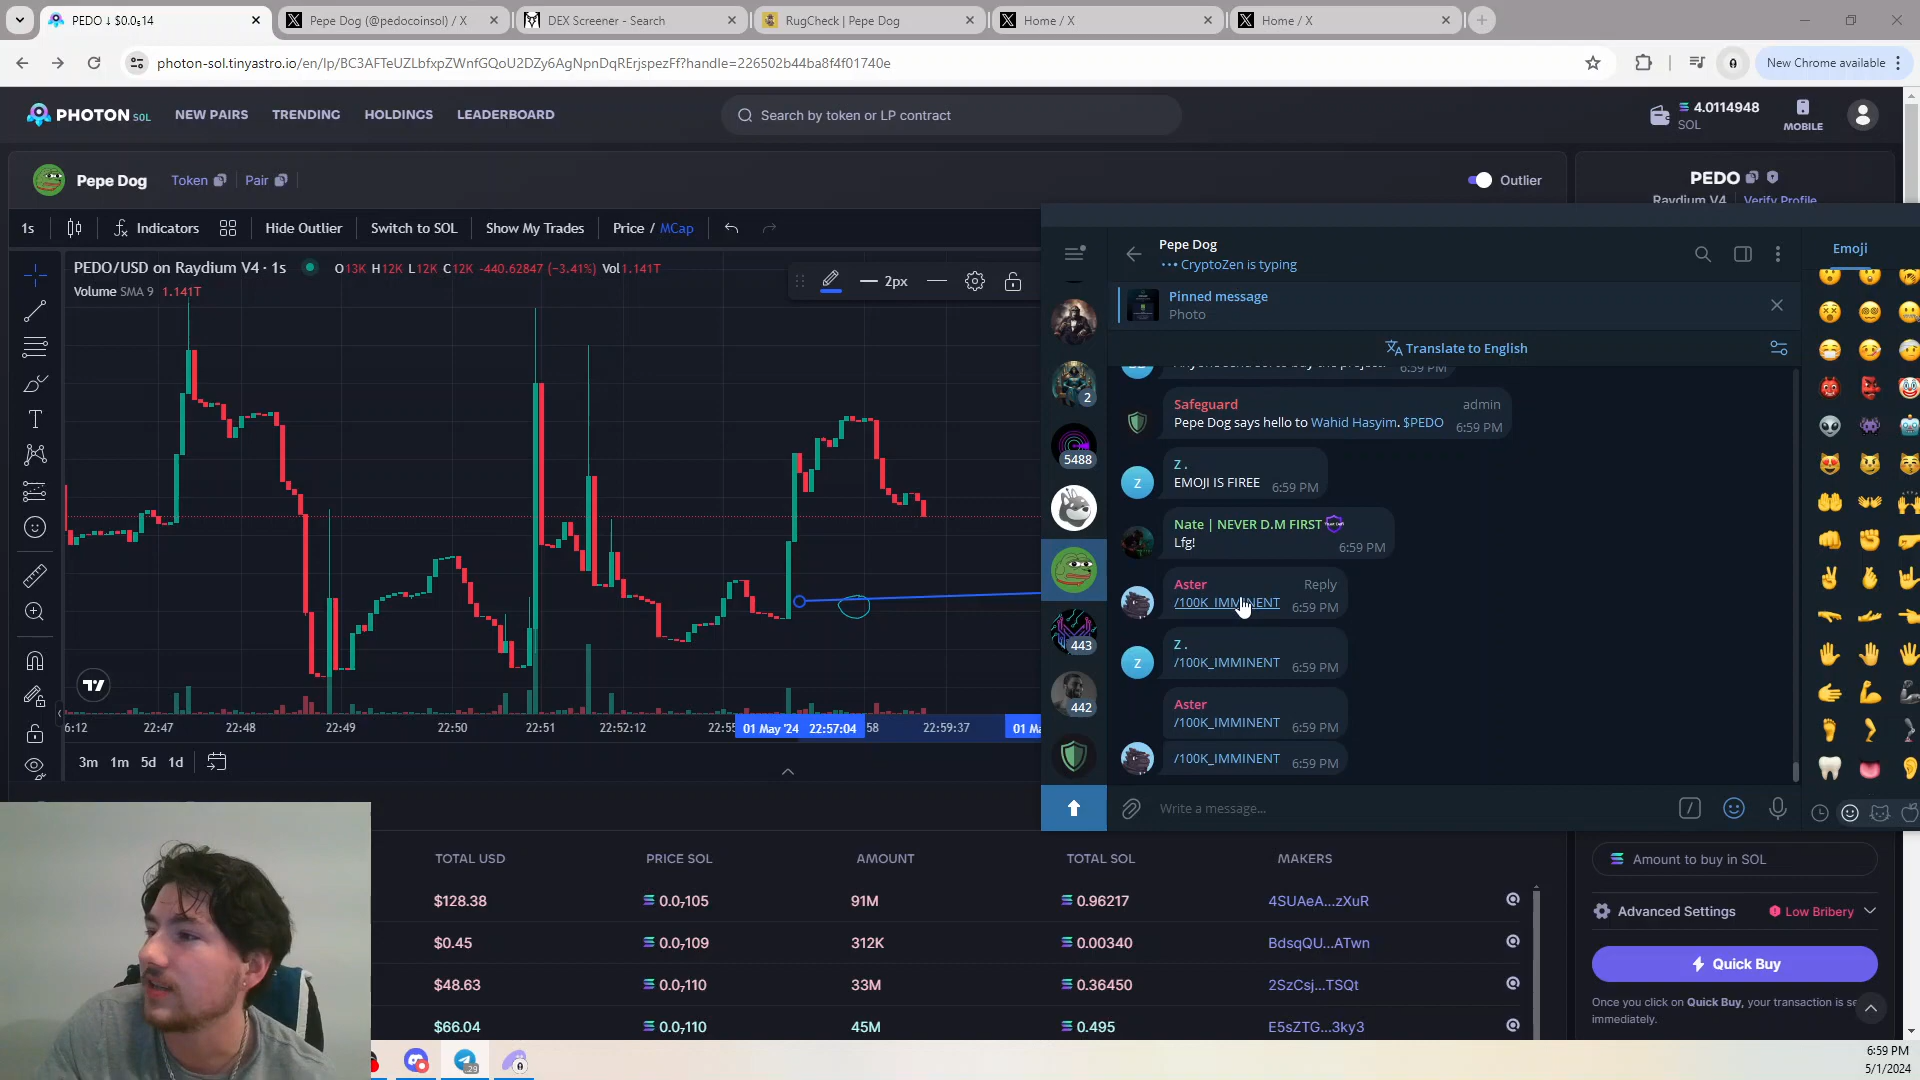 PEDO ↓ $0.0₅14
Pepe Dog (@pedocoinsol) / X
DEX Screener - Search
RugCheck | Pepe Dog
Home / X
Home / X
photon-sol.tinyastro.io/en/lp/BC3AFTeUZLbfxpZWnfGQoU2DZy6AgNpnDqRErjspezFf?handle=226502b44ba8f4f01740e
New Chrome available
PHOTON SOL
NEW PAIRS
TRENDING
HOLDINGS
LEADERBOARD
Search by token or LP contract
4.0114948
SOL
MOBILE
Pepe Dog
Token
Pair
Outlier
PEDO
Raydium V4
Verify Profile
1s
Indicators
Hide Outlier
Switch to SOL
Show My Trades
Price / MCap
PEDO/USD on Raydium V4 · 1s
O13K H12K L12K C12K -440.62847 (−3.41%) Vol1.141T
Volume SMA 9 1.141T
2px
22:47
22:48
22:49
22:50
22:51
22:52:12
01 May '24 22:57:04
58
22:59:37
3m 1m 5d 1d
Pepe Dog
CryptoZen is typing
Pinned message
Photo
Translate to English
6:59 PM
Safeguard
admin
Pepe Dog says hello to Wahid Hasyim. $PEDO 6:59 PM
Z .
EMOJI IS FIREE 6:59 PM
Nate | NEVER D.M FIRST
Lfg! 6:59 PM
Aster
Reply
/100K_IMMINENT 6:59 PM
Z .
/100K_IMMINENT 6:59 PM
Aster
/100K_IMMINENT 6:59 PM
/100K_IMMINENT 6:59 PM
Write a message...
2
5488
443
442
Z
Z
Emoji
TOTAL USD
PRICE SOL
AMOUNT
TOTAL SOL
MAKERS
$128.38 0.0₇105 91M 0.96217 4SUAeA...zXuR
$0.45 0.0₇109 312K 0.00340 BdsqQU...ATwn
$48.63 0.0₇110 33M 0.36450 2SzCsj...TSQt
$66.04 0.0₇110 45M 0.495 E5sZTG...3ky3
Amount to buy in SOL
Advanced Settings
Low Bribery
Quick Buy
Once you click on Quick Buy, your transaction is se
immediately.
6:59 PM
5/1/2024